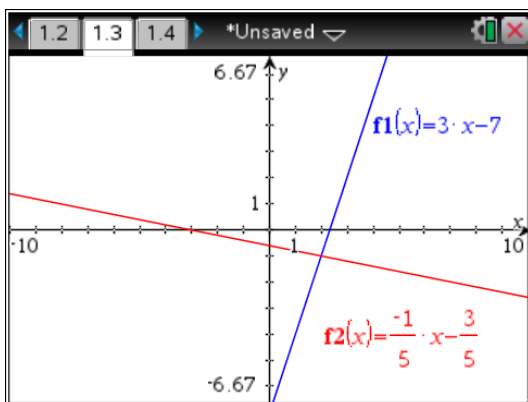 1.2 1.3 1.4 *Unsaved
6.67 y
f1(x)=3·x-7
1
x
-10 1 10
f2(x)=-1/5·x-3/5
-6.67